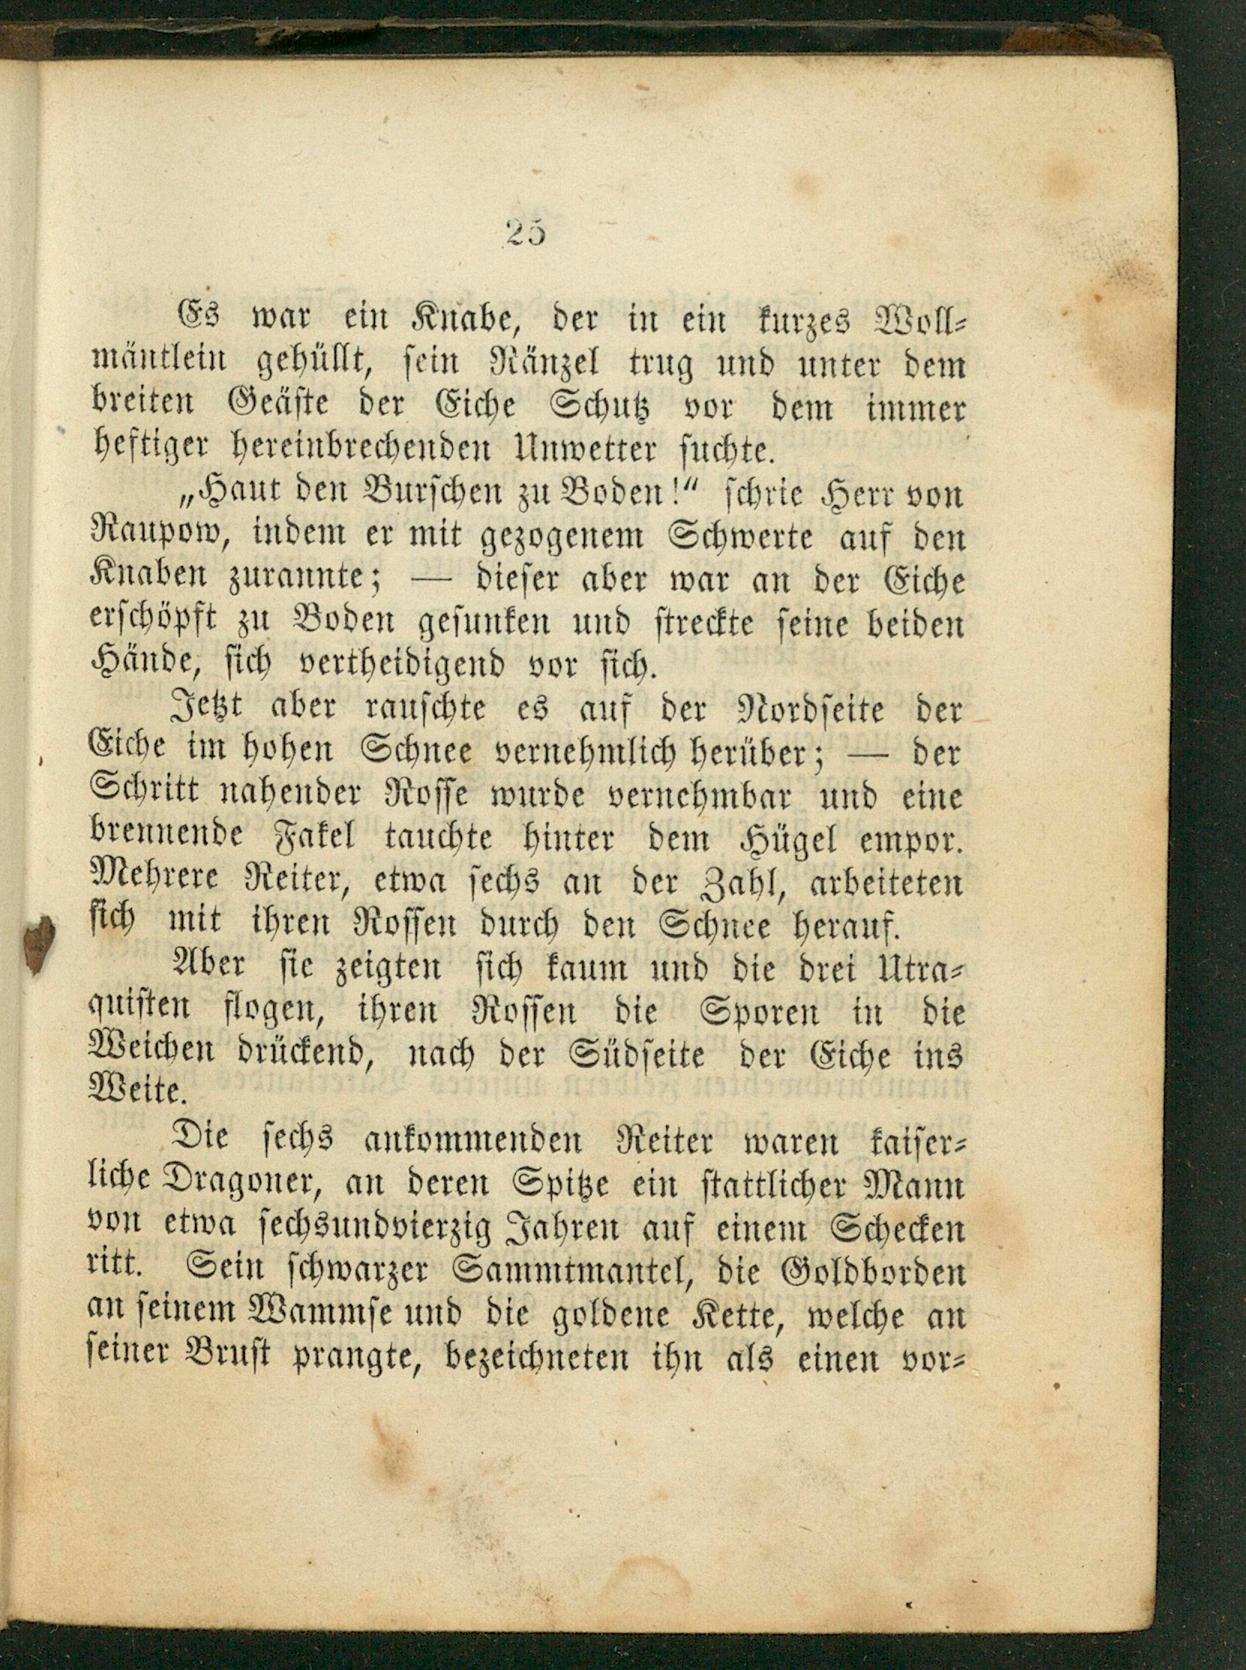 25
Es war ein Knabe, der in ein kurzes Woll-
mäntlein gehüllt, sein Ränzel trug und unter dem
breiten Geäste der Eiche Schutz vor dem immer
heftiger hereinbrechenden Unwetter suchte.
„Haut den Burschen zu Boden!“ schrie Herr von
Raupow, indem er mit gezogenem Schwerte auf den
Knaben zurannte; — dieser aber war an der Eiche
erschöpft zu Boden gesunken und streckte seine beiden
Hände, sich vertheidigend vor sich.
Jetzt aber rauschte es auf der Nordseite der
Eiche im hohen Schnee vernehmlich herüber; — der
Schritt nahender Rosse wurde vernehmbar und eine
brennende Fakel tauchte hinter dem Hügel empor.
Mehrere Reiter, etwa sechs an der Zahl, arbeiteten
sich mit ihren Rossen durch den Schnee herauf.
Aber sie zeigten sich kaum und die drei Utra-
quisten flogen, ihren Rossen die Sporen in die
Weichen drückend, nach der Südseite der Eiche ins
Weite.
Die sechs ankommenden Reiter waren kaiser-
liche Dragoner, an deren Spitze ein stattlicher Mann
von etwa sechsundvierzig Jahren auf einem Schecken
ritt. Sein schwarzer Sammtmantel, die Goldborden
an seinem Wammse und die goldene Kette, welche an
seiner Brust prangte, bezeichneten ihn als einen vor-